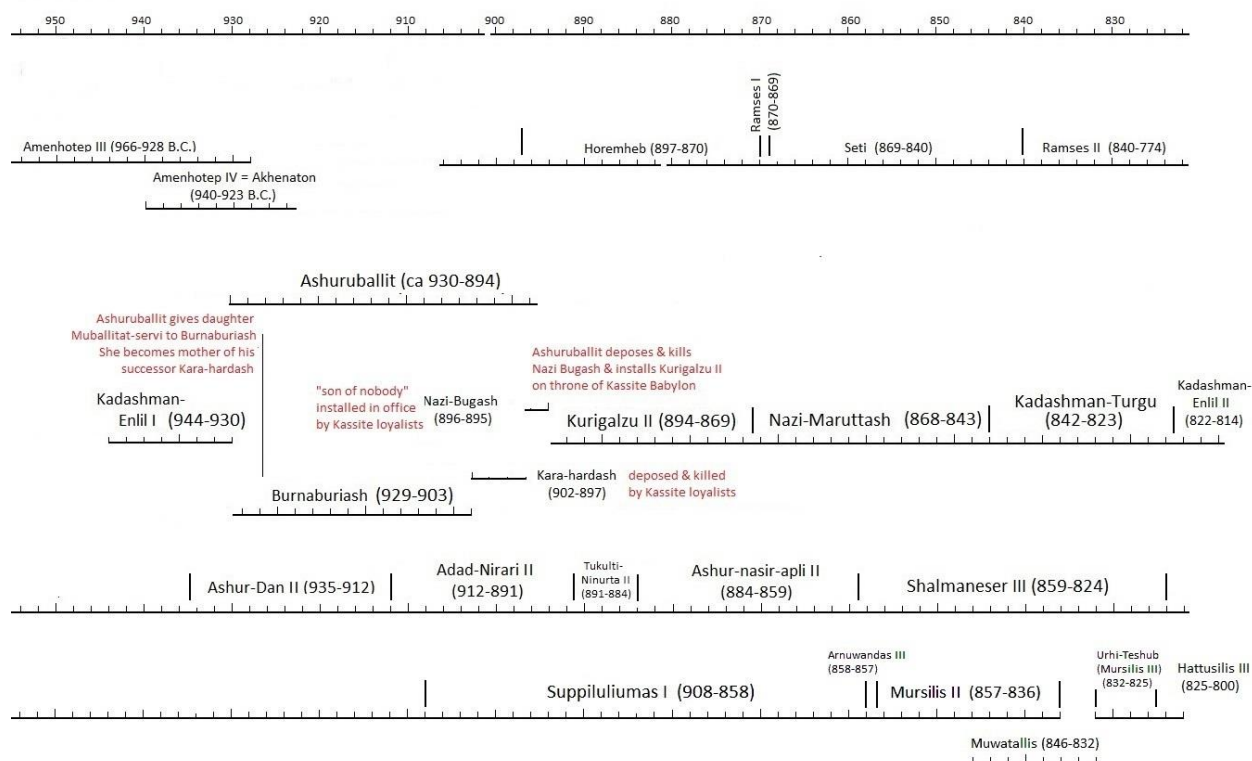 950 940 930 920 910 900 890 880 870 860 850 840 830
Ramses I
(870-869)
Amenhotep III (966-928 B.C.)
Horemheb (897-870)
Seti (869-840)
Ramses II (840-774)
Amenhotep IV = Akhenaton
(940-923 B.C.)
Ashuruballit (ca 930-894)
Ashuruballit gives daughter
Muballitat-servi to Burnaburiash
She becomes mother of his
successor Kara-hardash
"son of nobody"
installed in office
by Kassite loyalists
Nazi-Bugash
(896-895)
Ashuruballit deposes & kills
Nazi Bugash & installs Kurigalzu II
on throne of Kassite Babylon
Kadashman-
Enlil I (944-930)
Kurigalzu II (894-869)
Nazi-Maruttash (868-843)
Kadashman-Turgu
(842-823)
Kadashman-
Enlil II
(822-814)
Burnaburiash (929-903)
Kara-hardash
(902-897)
deposed & killed
by Kassite loyalists
Ashur-Dan II (935-912)
Adad-Nirari II
(912-891)
Tukulti-
Ninurta II
(891-884)
Ashur-nasir-apli II
(884-859)
Shalmaneser III (859-824)
Suppiluliumas I (908-858)
Arnuwandas III
(858-857)
Mursilis II (857-836)
Urhi-Teshub
(Mursilis III)
(832-825)
Hattusilis III
(825-800)
Muwatallis (846-832)